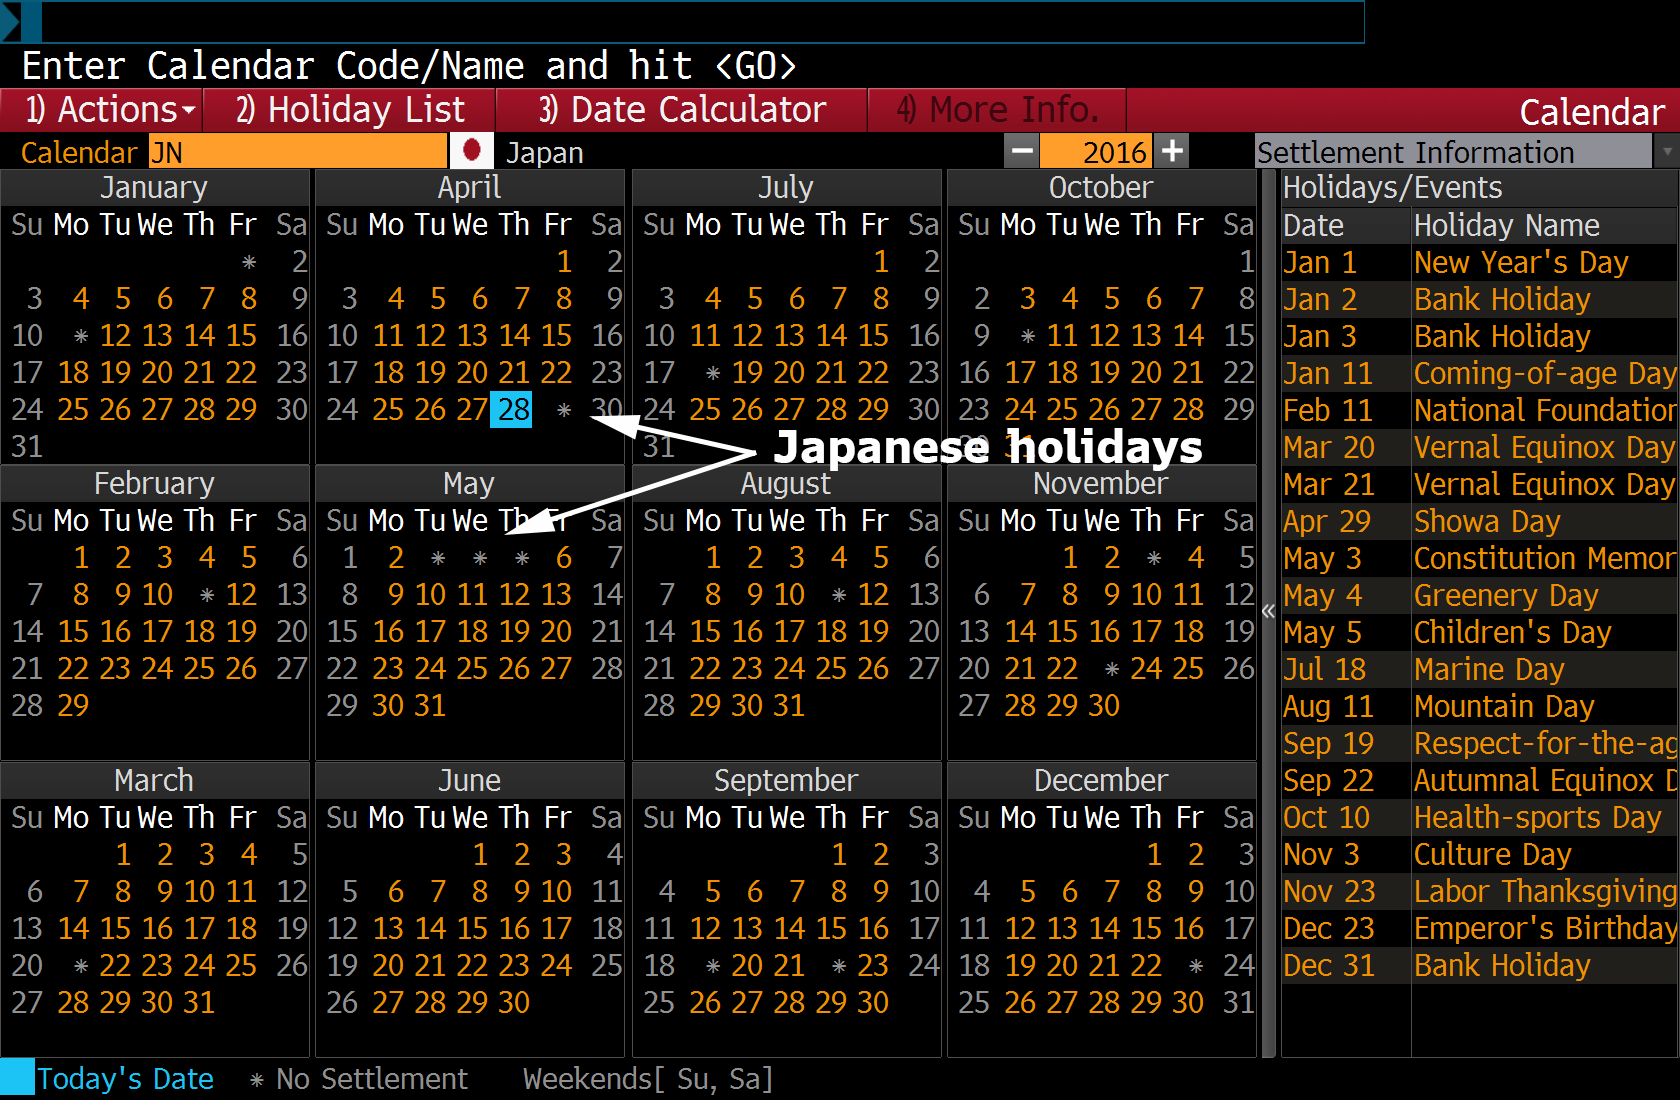 Enter Calendar Code/Name and hit <GO>
1) Actions 2) Holiday List 3) Date Calculator 4) More Info. Calendar
Calendar JN Japan − 2016 + Settlement Information
January
Su Mo Tu We Th Fr Sa
* 2
3 4 5 6 7 8 9
10 * 12 13 14 15 16
17 18 19 20 21 22 23
24 25 26 27 28 29 30
31
April
Su Mo Tu We Th Fr Sa
1 2
3 4 5 6 7 8 9
10 11 12 13 14 15 16
17 18 19 20 21 22 23
24 25 26 27 28 * 30
July
Su Mo Tu We Th Fr Sa
1 2
3 4 5 6 7 8 9
10 11 12 13 14 15 16
17 * 19 20 21 22 23
24 25 26 27 28 29 30
31
October
Su Mo Tu We Th Fr Sa
1
2 3 4 5 6 7 8
9 * 11 12 13 14 15
16 17 18 19 20 21 22
23 24 25 26 27 28 29
30 31
Japanese holidays
February
Su Mo Tu We Th Fr Sa
1 2 3 4 5 6
7 8 9 10 * 12 13
14 15 16 17 18 19 20
21 22 23 24 25 26 27
28 29
May
Su Mo Tu We Th Fr Sa
1 2 * * * 6 7
8 9 10 11 12 13 14
15 16 17 18 19 20 21
22 23 24 25 26 27 28
29 30 31
August
Su Mo Tu We Th Fr Sa
1 2 3 4 5 6
7 8 9 10 * 12 13
14 15 16 17 18 19 20
21 22 23 24 25 26 27
28 29 30 31
November
Su Mo Tu We Th Fr Sa
1 2 * 4 5
6 7 8 9 10 11 12
13 14 15 16 17 18 19
20 21 22 * 24 25 26
27 28 29 30
March
Su Mo Tu We Th Fr Sa
1 2 3 4 5
6 7 8 9 10 11 12
13 14 15 16 17 18 19
20 * 22 23 24 25 26
27 28 29 30 31
June
Su Mo Tu We Th Fr Sa
1 2 3 4
5 6 7 8 9 10 11
12 13 14 15 16 17 18
19 20 21 22 23 24 25
26 27 28 29 30
September
Su Mo Tu We Th Fr Sa
1 2 3
4 5 6 7 8 9 10
11 12 13 14 15 16 17
18 * 20 21 * 23 24
25 26 27 28 29 30
December
Su Mo Tu We Th Fr Sa
1 2 3
4 5 6 7 8 9 10
11 12 13 14 15 16 17
18 19 20 21 22 * 24
25 26 27 28 29 30 31
«
Holidays/Events
Date Holiday Name
Jan 1 New Year's Day
Jan 2 Bank Holiday
Jan 3 Bank Holiday
Jan 11 Coming-of-age Day
Feb 11 National Foundation
Mar 20 Vernal Equinox Day
Mar 21 Vernal Equinox Day
Apr 29 Showa Day
May 3 Constitution Memor
May 4 Greenery Day
May 5 Children's Day
Jul 18 Marine Day
Aug 11 Mountain Day
Sep 19 Respect-for-the-ag
Sep 22 Autumnal Equinox D
Oct 10 Health-sports Day
Nov 3 Culture Day
Nov 23 Labor Thanksgiving
Dec 23 Emperor's Birthday
Dec 31 Bank Holiday
Today's Date * No Settlement Weekends[ Su, Sa]